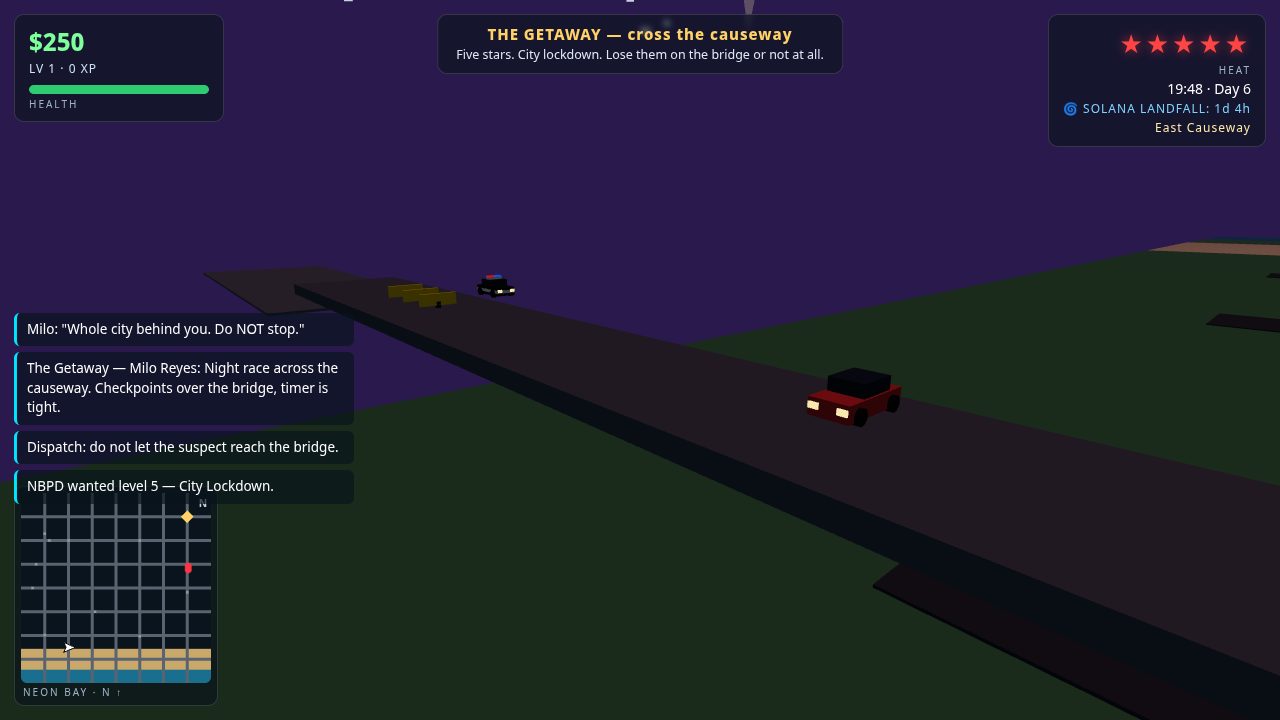 $250
LV 1 · 0 XP
HEALTH
THE GETAWAY — cross the causeway
Five stars. City lockdown. Lose them on the bridge or not at all.
★★★★★
HEAT
19:48 · Day 6
🌀 SOLANA LANDFALL: 1d 4h
East Causeway
Milo: "Whole city behind you. Do NOT stop."
The Getaway — Milo Reyes: Night race across the
causeway. Checkpoints over the bridge, timer is
tight.
Dispatch: do not let the suspect reach the bridge.
NBPD wanted level 5 — City Lockdown.
N
NEON BAY · N ↑